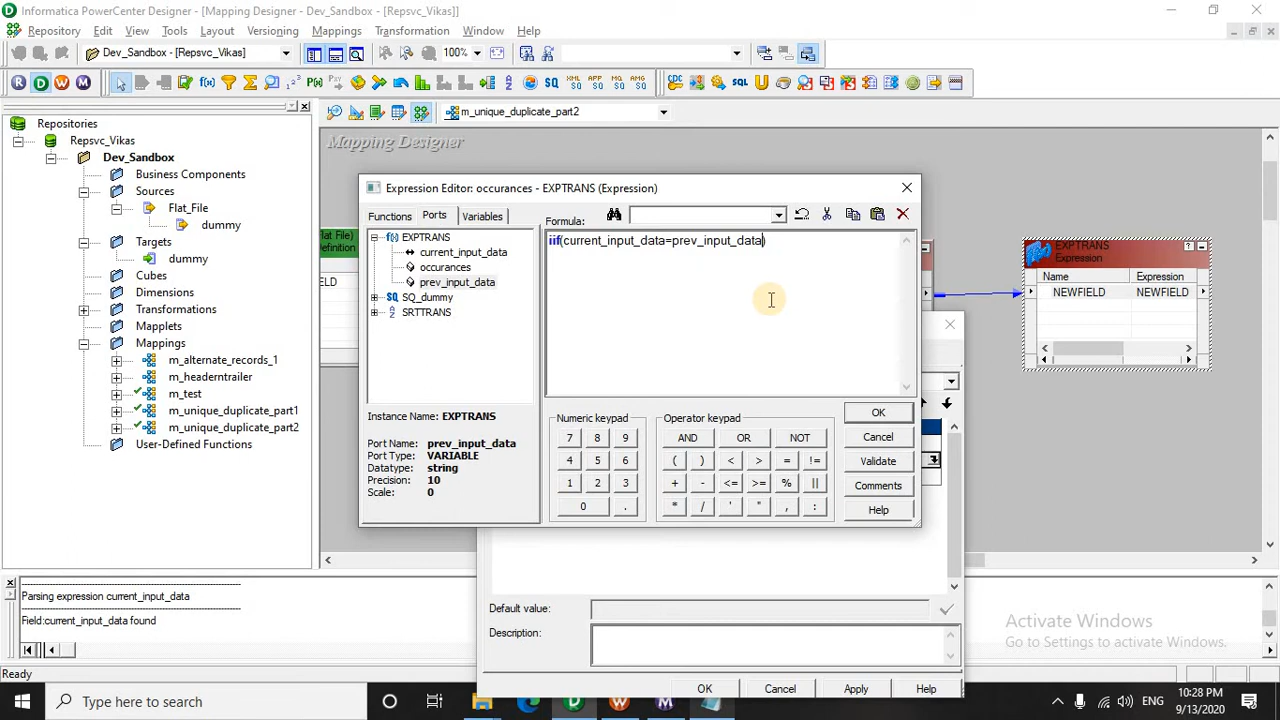 Informatica PowerCenter Designer - [Mapping Designer - Dev_Sandbox - [Repsvc_Vikas]]
Repository Edit View Tools Layout Versioning Mappings Transformation Window Help
Dev_Sandbox - [Repsvc_Vikas]
100%
m_unique_duplicate_part2
Repositories
Repsvc_Vikas
Dev_Sandbox
Business Components
Sources
Flat_File
dummy
Targets
dummy
Cubes
Dimensions
Transformations
Mapplets
Mappings
m_alternate_records_1
m_headerntrailer
m_test
m_unique_duplicate_part1
m_unique_duplicate_part2
User-Defined Functions
Mapping Designer
Flat File)
Definition
ELD
Expression Editor: occurances - EXPTRANS (Expression)
Functions Ports Variables
Formula:
EXPTRANS
current_input_data
occurances
prev_input_data
SQ_dummy
SRTTRANS
iif(current_input_data=prev_input_data)
Instance Name: EXPTRANS
Port Name: prev_input_data
Port Type: VARIABLE
Datatype: string
Precision: 10
Scale: 0
Numeric keypad
7 8 9
4 5 6
1 2 3
0 .
Operator keypad
AND OR NOT
( ) < > = !=
+ - <= >= % ||
* / ' " , :
OK
Cancel
Validate
Comments
Help
EXPTRANS
Expression
Name Expression
NEWFIELD NEWFIELD
Default value:
Description:
OK Cancel Apply Help
Parsing expression current_input_data
Field:current_input_data found
Ready
Activate Windows
Go to Settings to activate Windows.
Type here to search
ENG
10:28 PM
9/13/2020